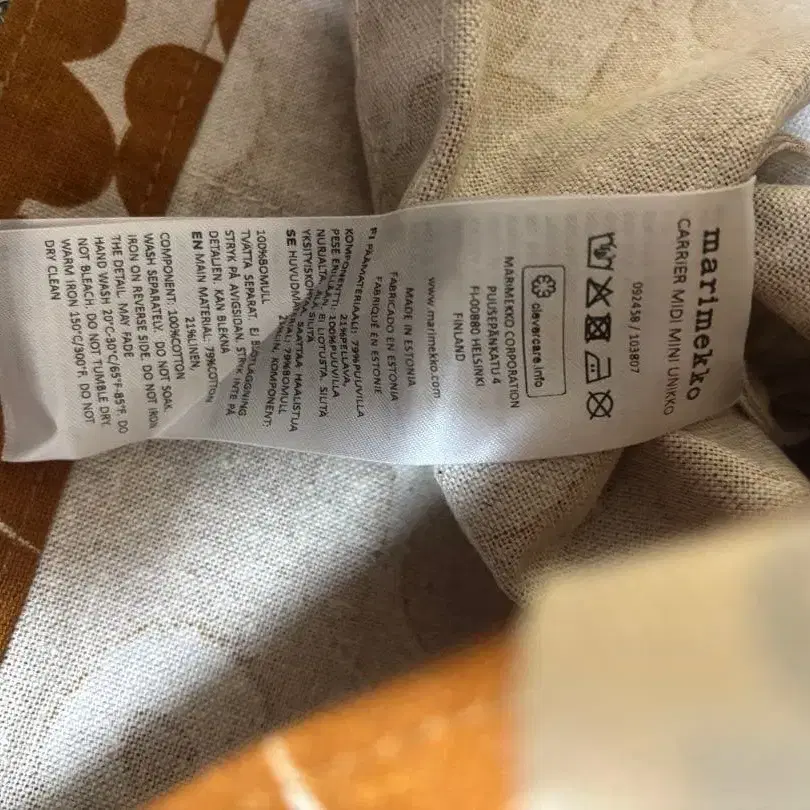 marimekko
CARRIER MIDI MINI UNIKKO
092458 / 103807
clevercare.info
MARIMEKKO CORPORATION
PUUSEPÄNKATU 4
FI-00880 HELSINKI
FINLAND
www.marimekko.com
MADE IN ESTONIA
FABRICADO EN ESTONIA
FABRIQUÉ EN ESTONIE
FI PÄÄMATERIAALI: 79%PUUVILLA
21%PELLAVA,
KOMPONENTTI: 100%PUUVILLA
PESE ERILLÄÄN, EI LIOTUSTA. SILITÄ
NURJALTA. SILITÄ
YKSITYISKOHTAA. SAATTAA HAALISTUA
SE HUVUDMATERIAL: 79%BOMULL
21%LIN, KOMPONENT:
100%BOMULL
TVÄTTA SEPARAT. EJ BLÖTLÄGGNING
STRYK PÅ AVIGSIDAN. STRYK INTE PÅ
DETALJEN. KAN BLEKNA
EN MAIN MATERIAL: 79%COTTON
21%LINEN,
COMPONENT: 100%COTTON
WASH SEPARATELY. DO NOT SOAK.
IRON ON REVERSE SIDE. DO NOT IRON
THE DETAIL. MAY FADE
HAND WASH 20°C-30°C/65°F-85°F. DO
NOT BLEACH. DO NOT TUMBLE DRY.
WARM IRON 150°C/300°F. DO NOT
DRY CLEAN